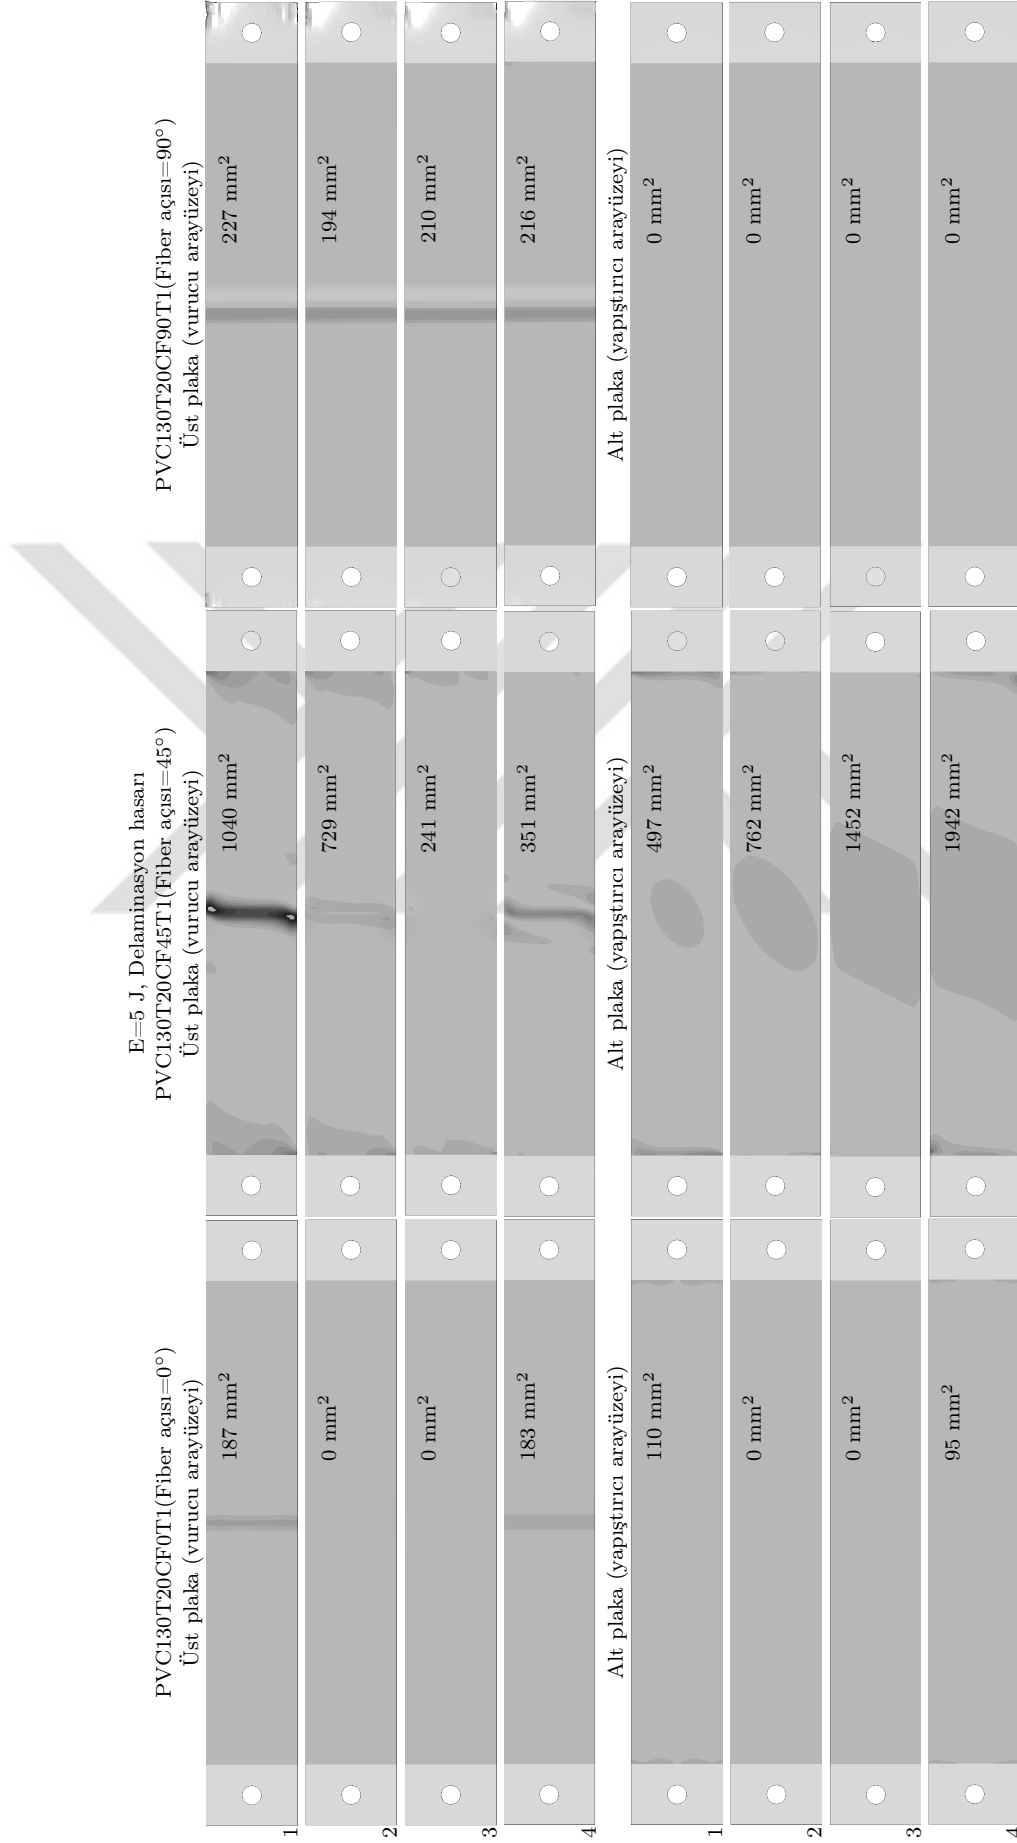 E=5 J, Delaminasyon hasarı
PVC130T20CF0T1(Fiber açısı=0°)
Üst plaka (vurucu arayüzeyi)
PVC130T20CF45T1(Fiber açısı=45°)
Üst plaka (vurucu arayüzeyi)
PVC130T20CF90T1(Fiber açısı=90°)
Üst plaka (vurucu arayüzeyi)
1
187 mm²
1040 mm²
227 mm²
2
0 mm²
729 mm²
194 mm²
3
0 mm²
241 mm²
210 mm²
4
183 mm²
351 mm²
216 mm²
Alt plaka (yapıştırıcı arayüzeyi)
Alt plaka (yapıştırıcı arayüzeyi)
Alt plaka (yapıştırıcı arayüzeyi)
1
110 mm²
497 mm²
0 mm²
2
0 mm²
762 mm²
0 mm²
3
0 mm²
1452 mm²
0 mm²
4
95 mm²
1942 mm²
0 mm²